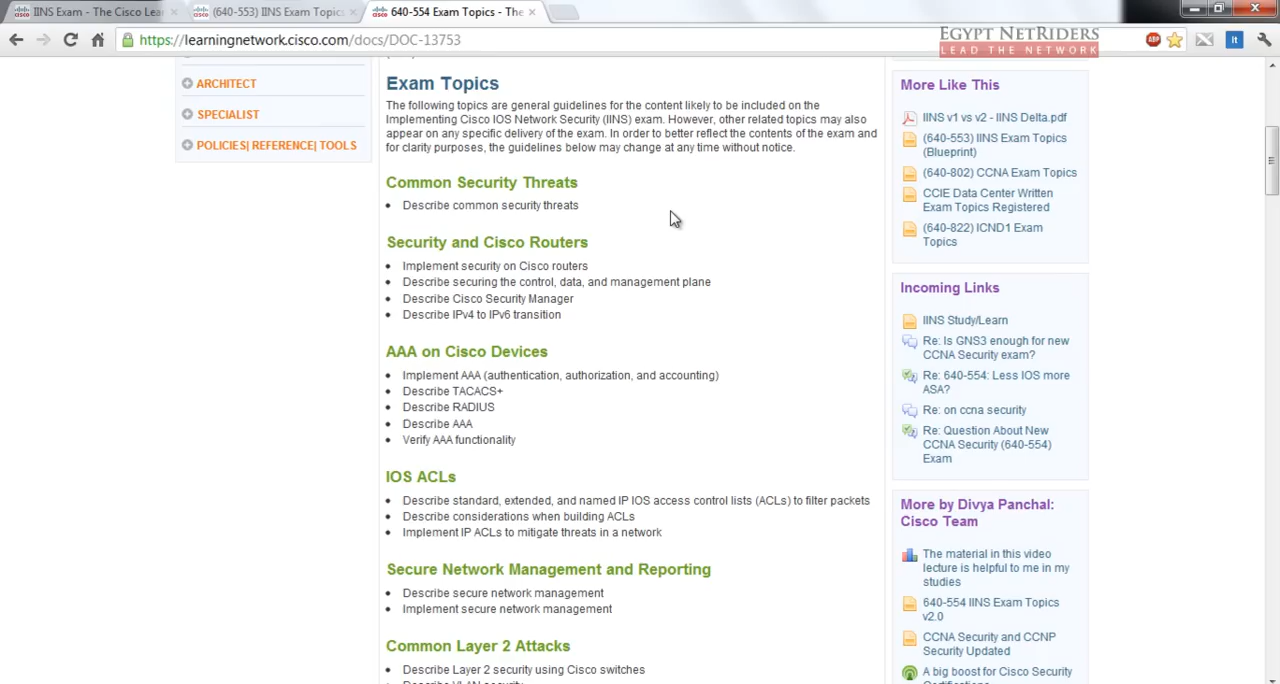 IINS Exam - The Cisco Lea
(640-553) IINS Exam Topics
640-554 Exam Topics - The
https://learningnetwork.cisco.com/docs/DOC-13753
EGYPT NETRIDERS
LEAD THE NETWORK
ABP
lt
ARCHITECT
SPECIALIST
POLICIES| REFERENCE| TOOLS
Exam Topics
The following topics are general guidelines for the content likely to be included on the
Implementing Cisco IOS Network Security (IINS) exam. However, other related topics may also
appear on any specific delivery of the exam. In order to better reflect the contents of the exam and
for clarity purposes, the guidelines below may change at any time without notice.
Common Security Threats
• Describe common security threats
Security and Cisco Routers
• Implement security on Cisco routers
• Describe securing the control, data, and management plane
• Describe Cisco Security Manager
• Describe IPv4 to IPv6 transition
AAA on Cisco Devices
• Implement AAA (authentication, authorization, and accounting)
• Describe TACACS+
• Describe RADIUS
• Describe AAA
• Verify AAA functionality
IOS ACLs
• Describe standard, extended, and named IP IOS access control lists (ACLs) to filter packets
• Describe considerations when building ACLs
• Implement IP ACLs to mitigate threats in a network
Secure Network Management and Reporting
• Describe secure network management
• Implement secure network management
Common Layer 2 Attacks
• Describe Layer 2 security using Cisco switches
• Describe VLAN security
More Like This
IINS v1 vs v2 - IINS Delta.pdf
(640-553) IINS Exam Topics
(Blueprint)
(640-802) CCNA Exam Topics
CCIE Data Center Written
Exam Topics Registered
(640-822) ICND1 Exam
Topics
Incoming Links
IINS Study/Learn
Re: Is GNS3 enough for new
CCNA Security exam?
Re: 640-554: Less IOS more
ASA?
Re: on ccna security
Re: Question About New
CCNA Security (640-554)
Exam
More by Divya Panchal:
Cisco Team
The material in this video
lecture is helpful to me in my
studies
640-554 IINS Exam Topics
v2.0
CCNA Security and CCNP
Security Updated
A big boost for Cisco Security